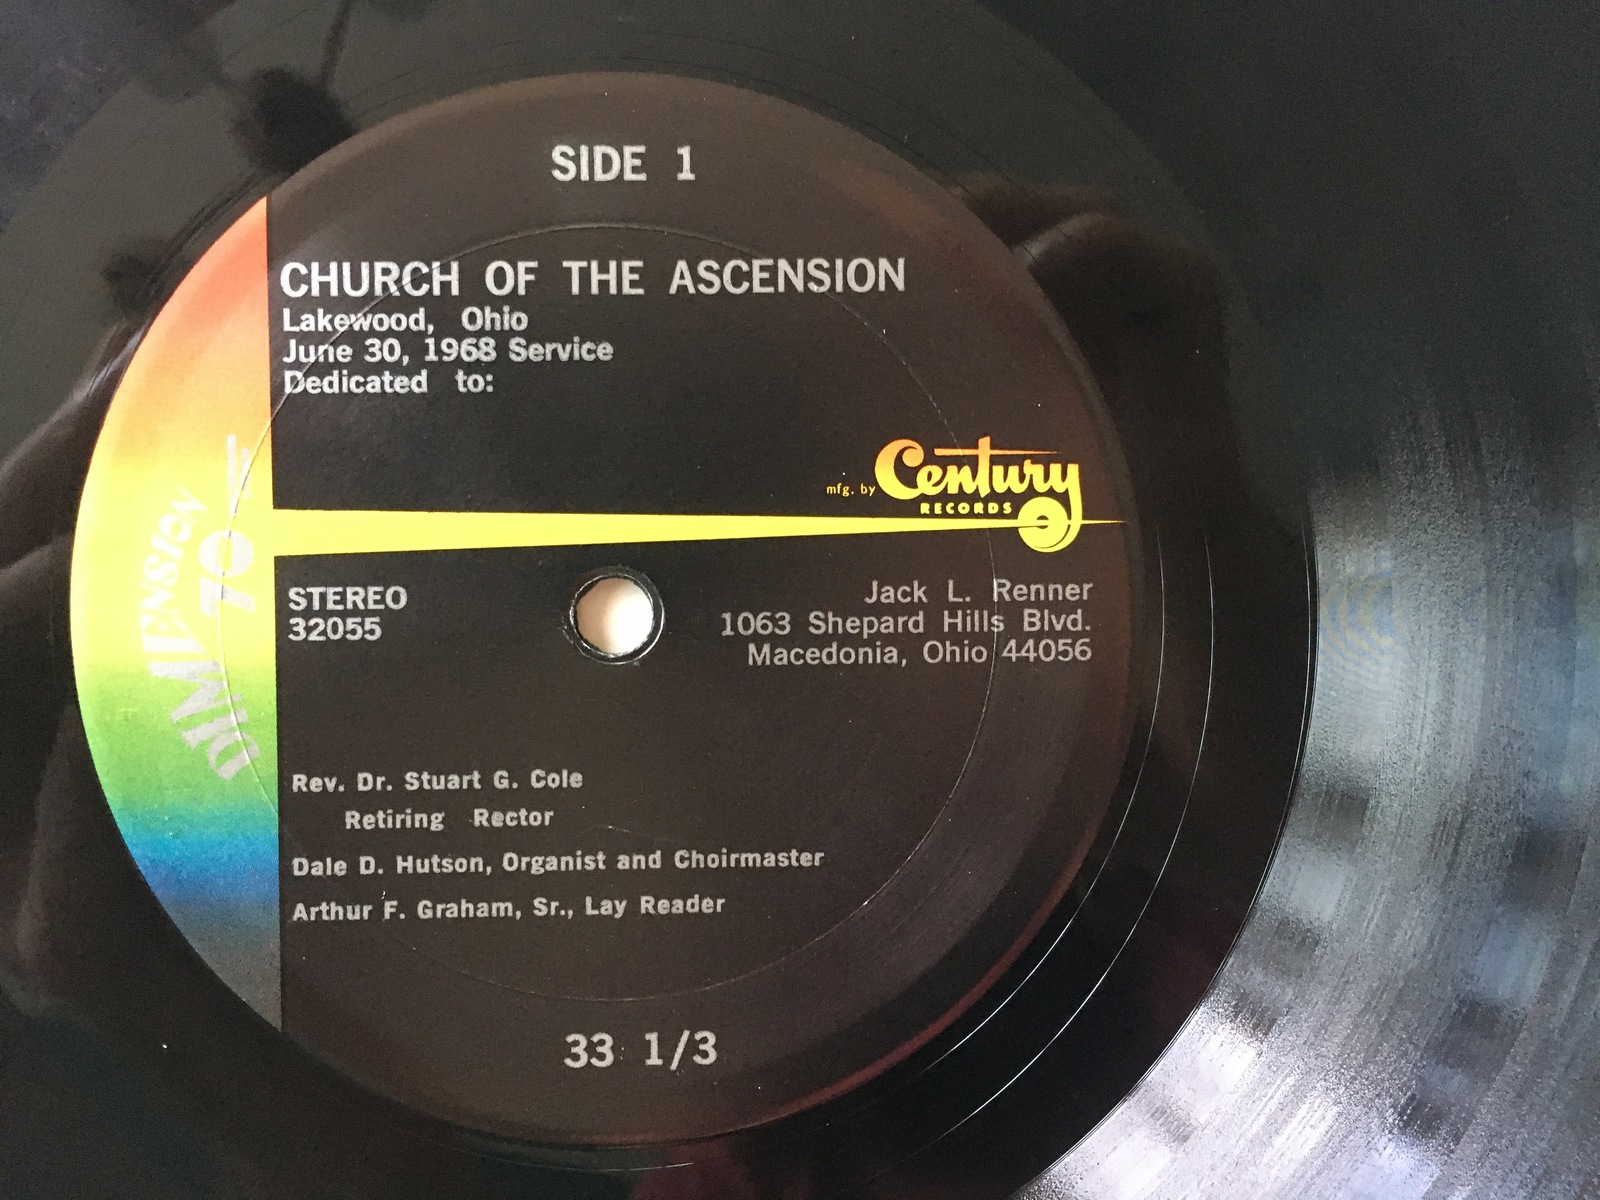 SIDE 1
CHURCH OF THE ASCENSION
Lakewood, Ohio
June 30, 1968 Service
Dedicated to:
mfg. by Century
RECORDS
DIMENSION
70
STEREO
32055
Jack L. Renner
1063 Shepard Hills Blvd.
Macedonia, Ohio 44056
Rev. Dr. Stuart G. Cole
Retiring Rector
Dale D. Hutson, Organist and Choirmaster
Arthur F. Graham, Sr., Lay Reader
33 1/3